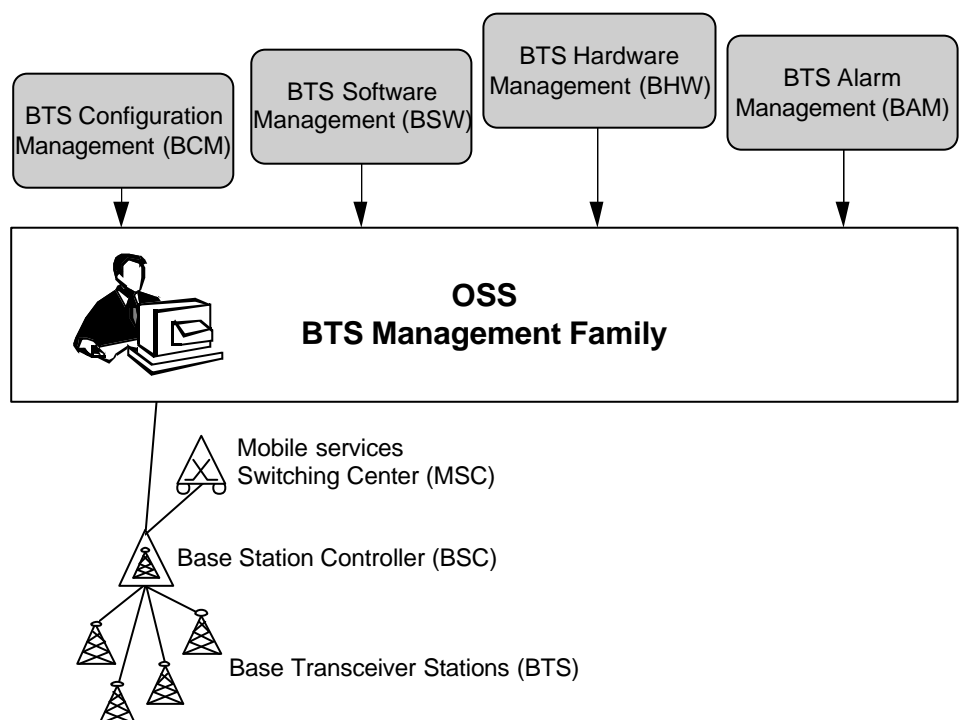 BTS Configuration
Management (BCM)
BTS Software
Management (BSW)
BTS Hardware
Management (BHW)
BTS Alarm
Management (BAM)
OSS
BTS Management Family
Mobile services
Switching Center (MSC)
Base Station Controller (BSC)
Base Transceiver Stations (BTS)